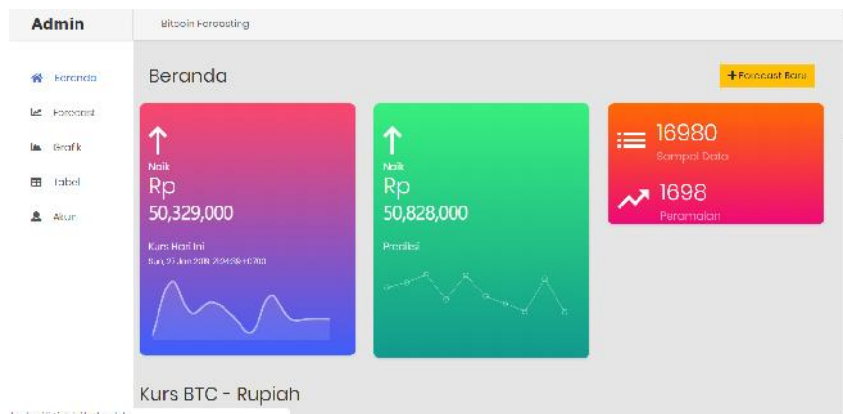 Admin
Bitcoin Forcasting
Beranda
Forecast
Grafik
Tabel
Akun
Beranda
+Forecast Baru
Naik
Rp
50,329,000
Kurs Hari Ini
Naik
Rp
50,828,000
Prediksi
16980
Sampel Data
1698
Peramalan
Kurs BTC - Rupiah